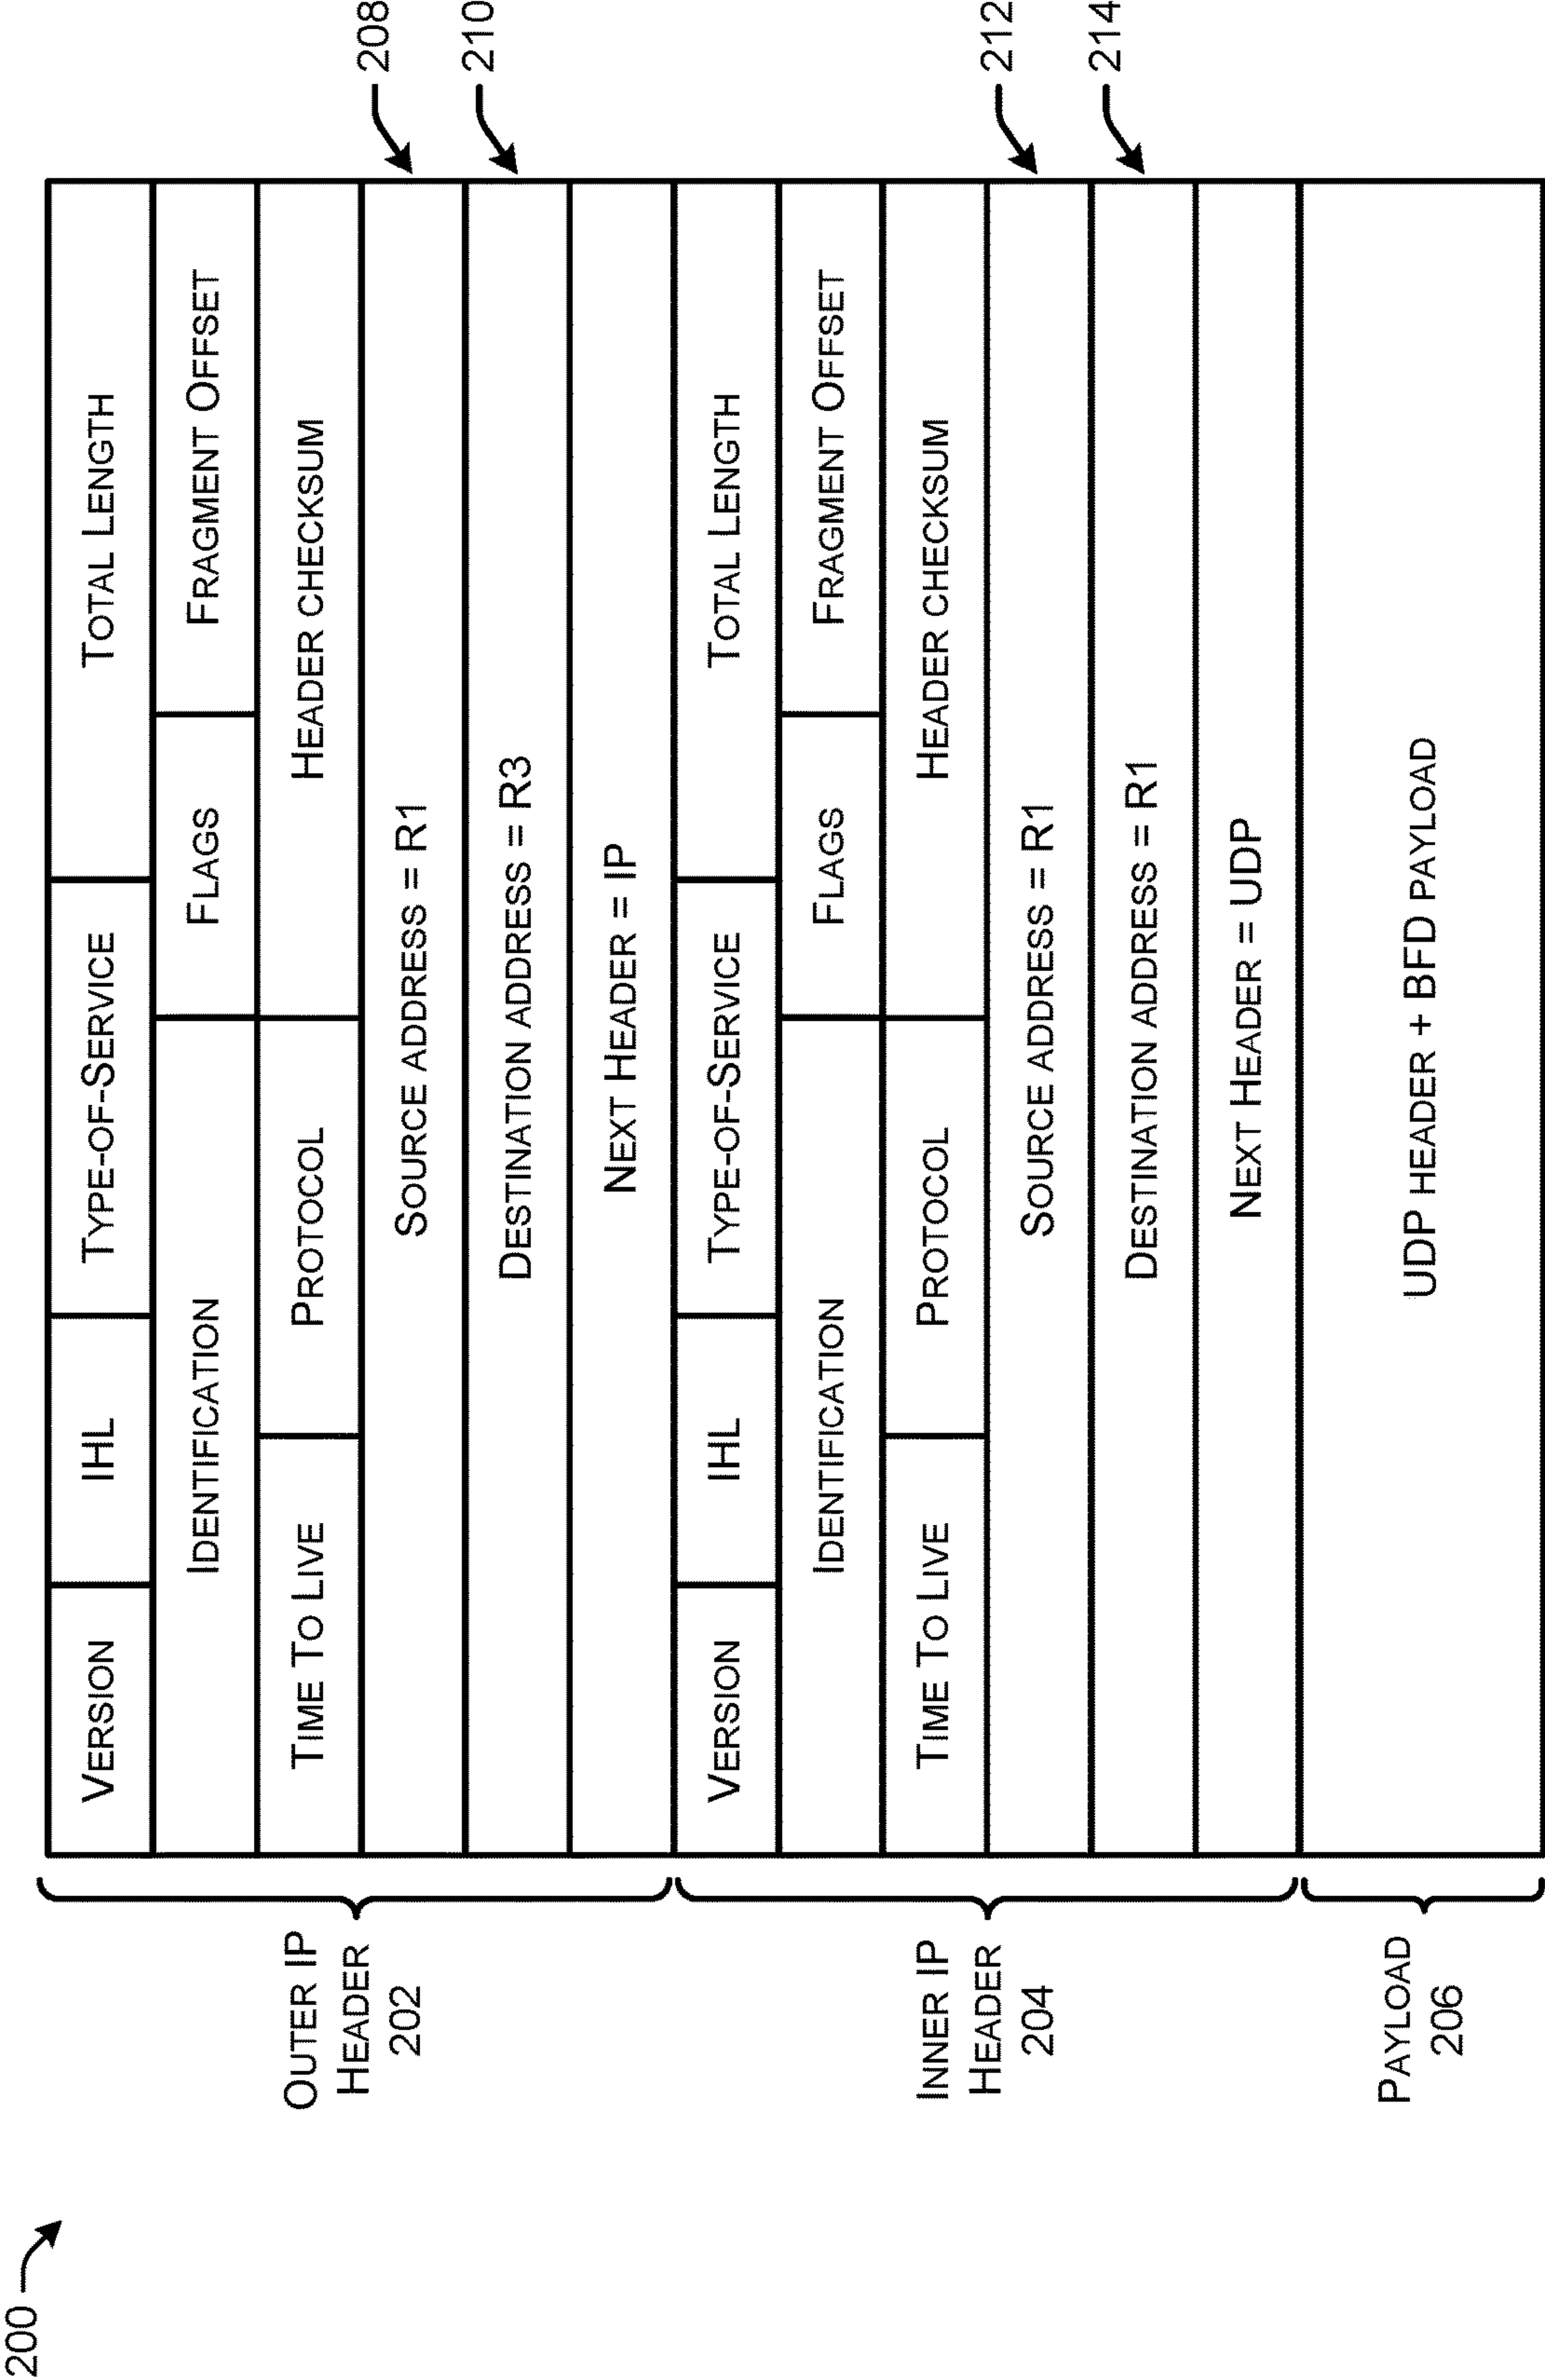 200
OUTER IP
HEADER
202
VERSION
IHL
TYPE-OF-SERVICE
TOTAL LENGTH
IDENTIFICATION
FLAGS
FRAGMENT OFFSET
TIME TO LIVE
PROTOCOL
HEADER CHECKSUM
SOURCE ADDRESS = R1
208
DESTINATION ADDRESS = R3
210
NEXT HEADER = IP
INNER IP
HEADER
204
VERSION
IHL
TYPE-OF-SERVICE
TOTAL LENGTH
IDENTIFICATION
FLAGS
FRAGMENT OFFSET
TIME TO LIVE
PROTOCOL
HEADER CHECKSUM
SOURCE ADDRESS = R1
212
DESTINATION ADDRESS = R1
214
NEXT HEADER = UDP
PAYLOAD
206
UDP HEADER + BFD PAYLOAD